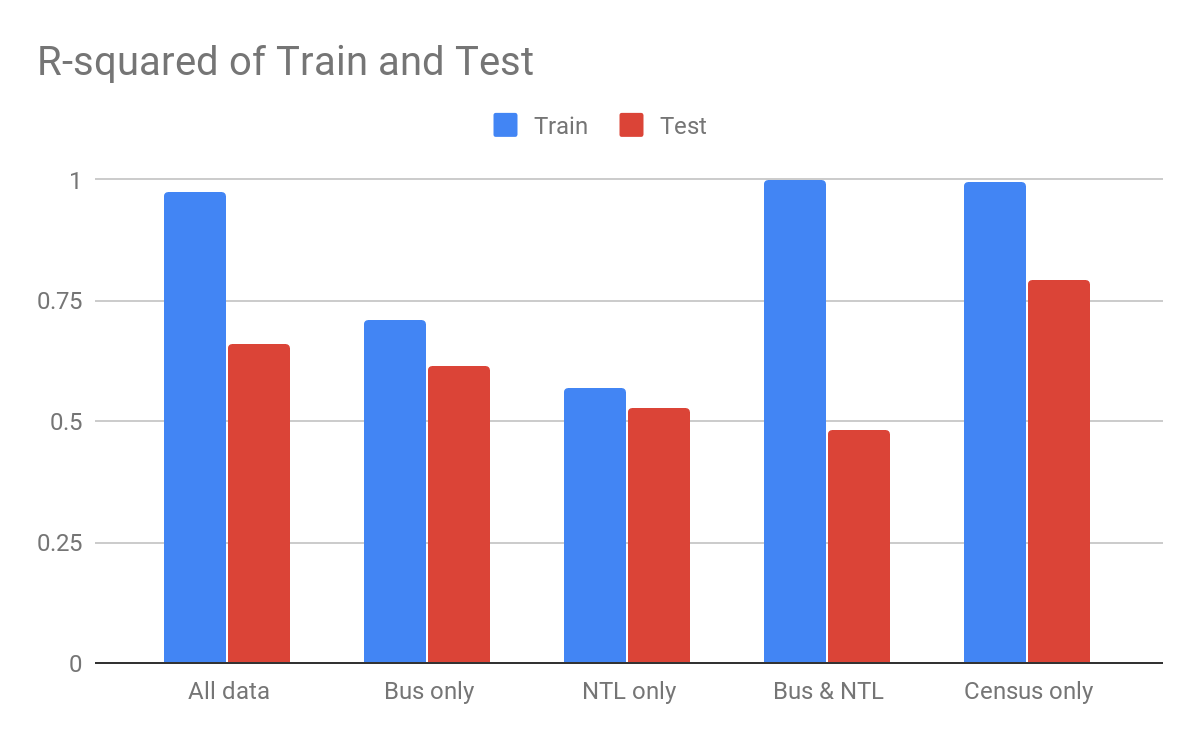 R-squared of Train and Test
Train Test
1
0.75
0.5
0.25
0
All data Bus only NTL only Bus & NTL Census only